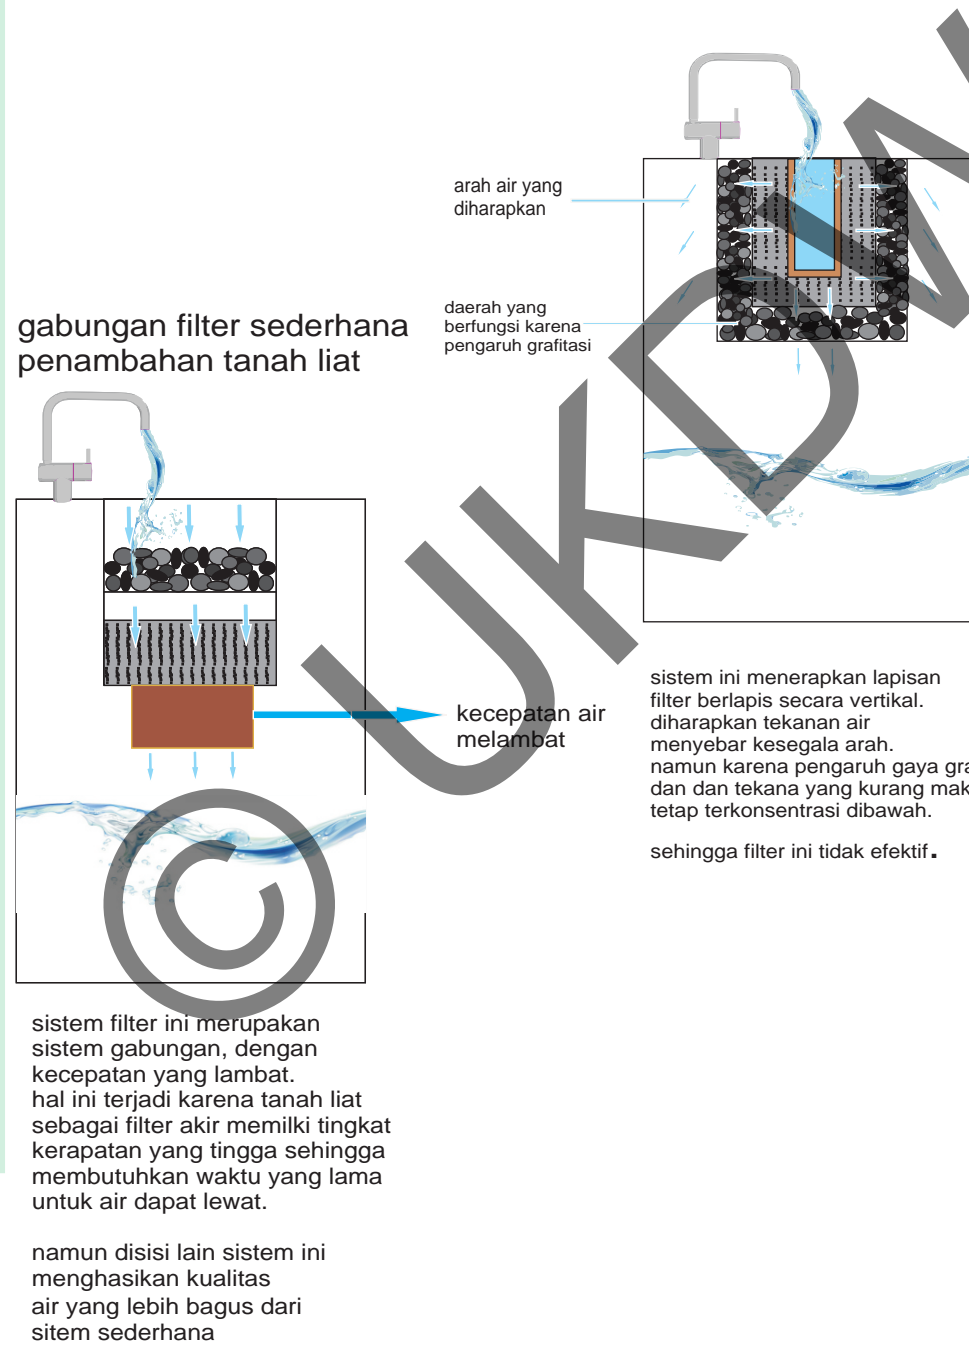 arah air yang
diharapkan
daerah yang
berfungsi karena
pengaruh grafitasi
gabungan filter sederhana
penambahan tanah liat
kecepatan air
melambat
sistem ini menerapkan lapisan
filter berlapis secara vertikal.
diharapkan tekanan air
menyebar kesegala arah.
namun karena pengaruh gaya gra
dan dan tekana yang kurang mak
tetap terkonsentrasi dibawah.
sehingga filter ini tidak efektif.
sistem filter ini merupakan
sistem gabungan, dengan
kecepatan yang lambat.
hal ini terjadi karena tanah liat
sebagai filter akir memilki tingkat
kerapatan yang tingga sehingga
membutuhkan waktu yang lama
untuk air dapat lewat.
namun disisi lain sistem ini
menghasikan kualitas
air yang lebih bagus dari
sitem sederhana
© UKDW